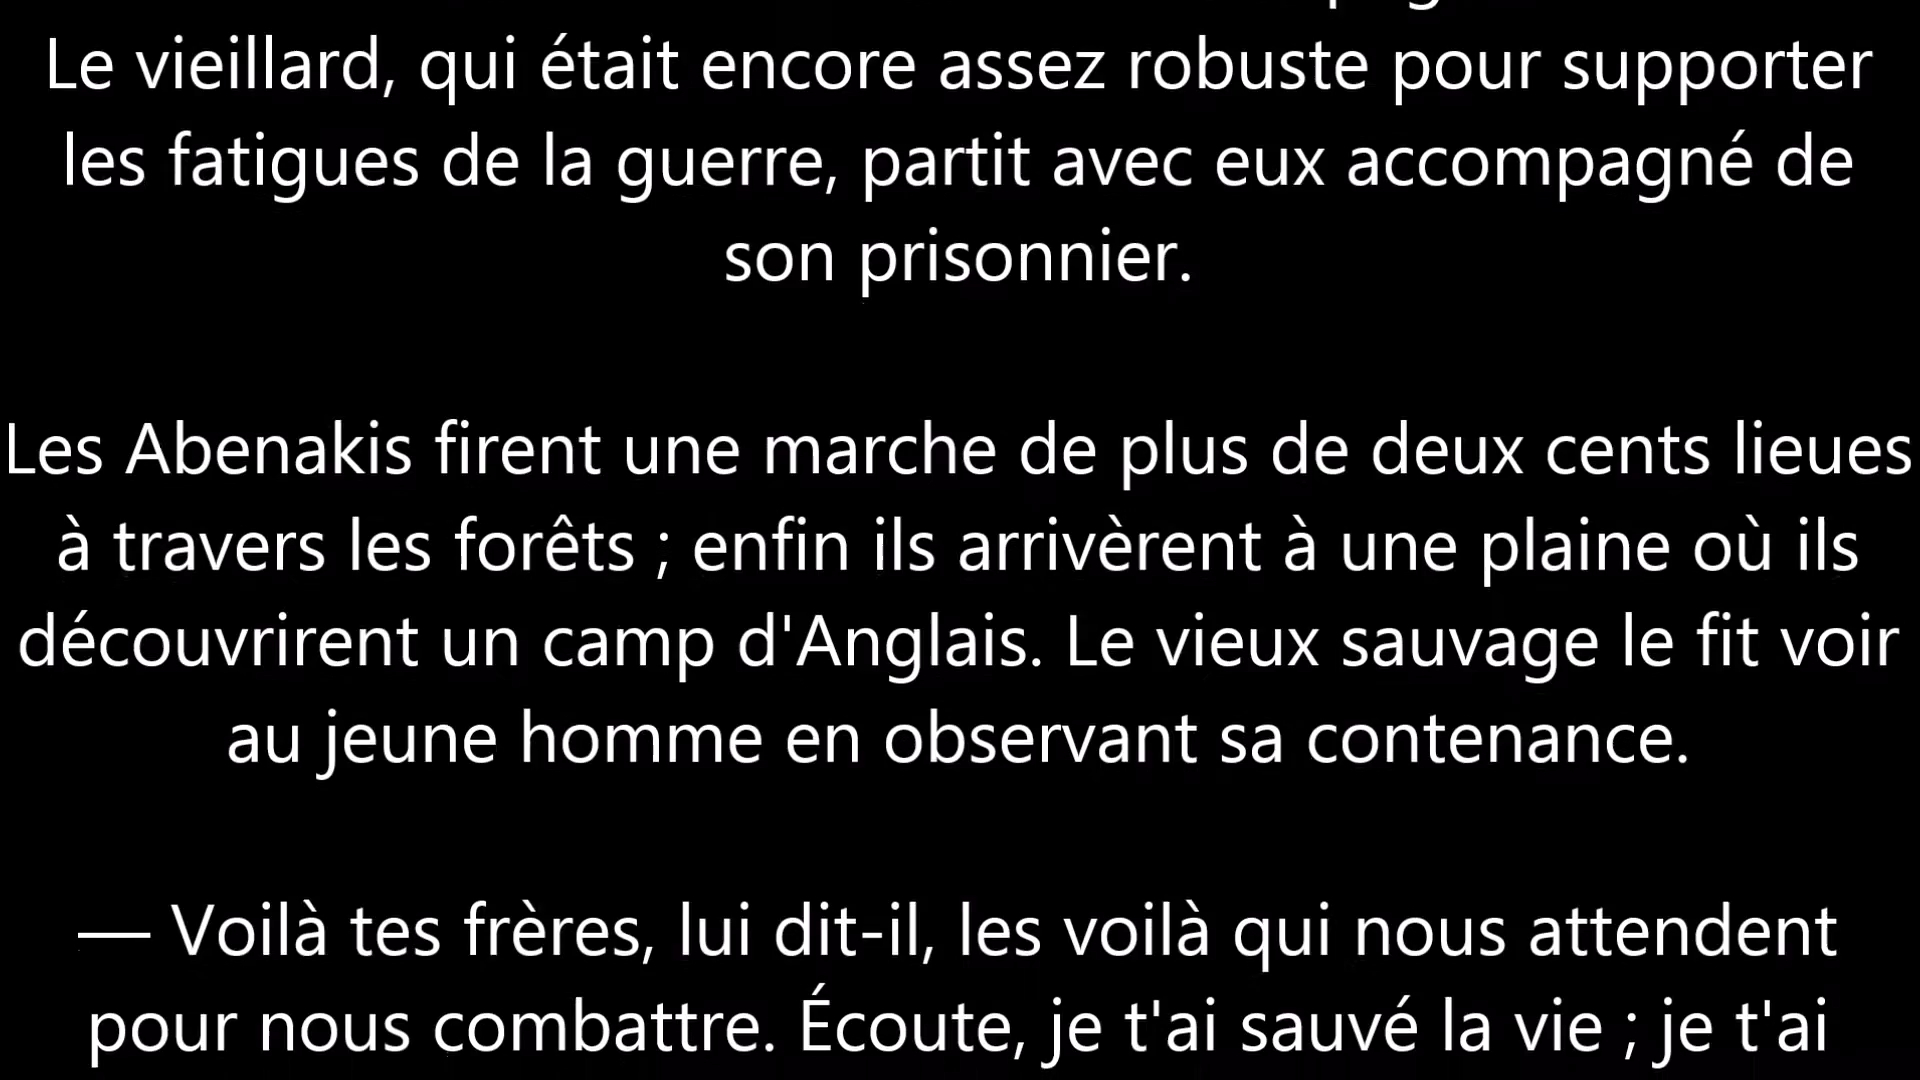 Le vieillard, qui était encore assez robuste pour supporter
les fatigues de la guerre, partit avec eux accompagné de
son prisonnier.
Les Abenakis firent une marche de plus de deux cents lieues
à travers les forêts ; enfin ils arrivèrent à une plaine où ils
découvrirent un camp d'Anglais. Le vieux sauvage le fit voir
au jeune homme en observant sa contenance.
— Voilà tes frères, lui dit-il, les voilà qui nous attendent
pour nous combattre. Écoute, je t'ai sauvé la vie ; je t'ai